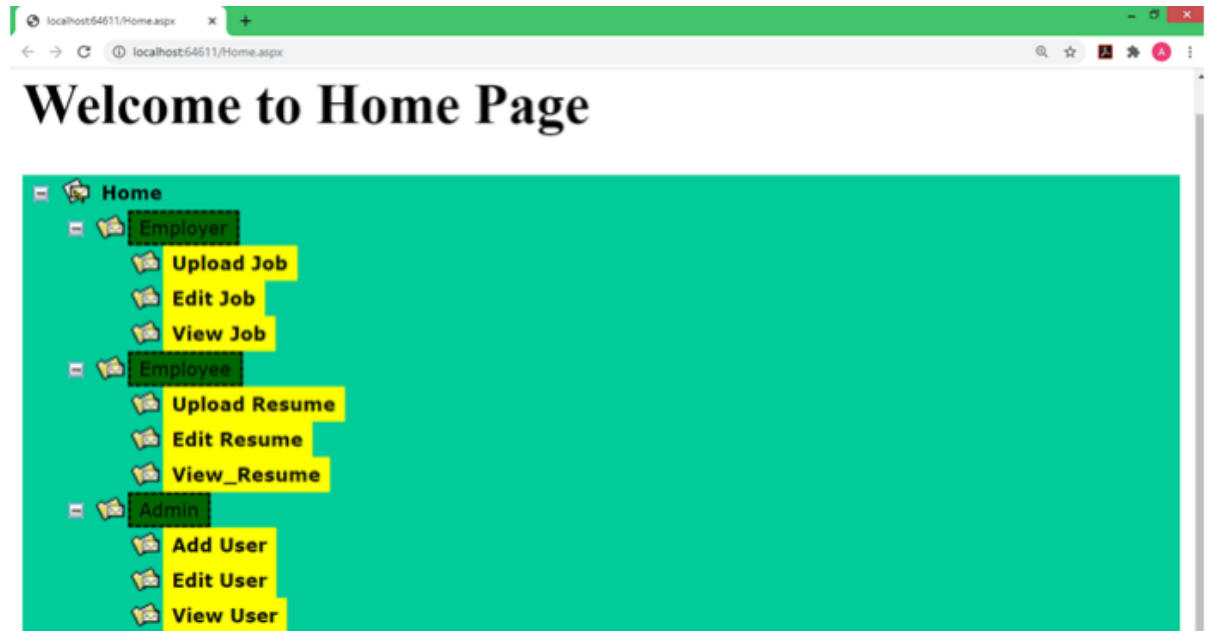 localhost:64611/Home.aspx
localhost:64611/Home.aspx
A
Welcome to Home Page
Home
Employer
Upload Job
Edit Job
View Job
Employee
Upload Resume
Edit Resume
View_Resume
Admin
Add User
Edit User
View User